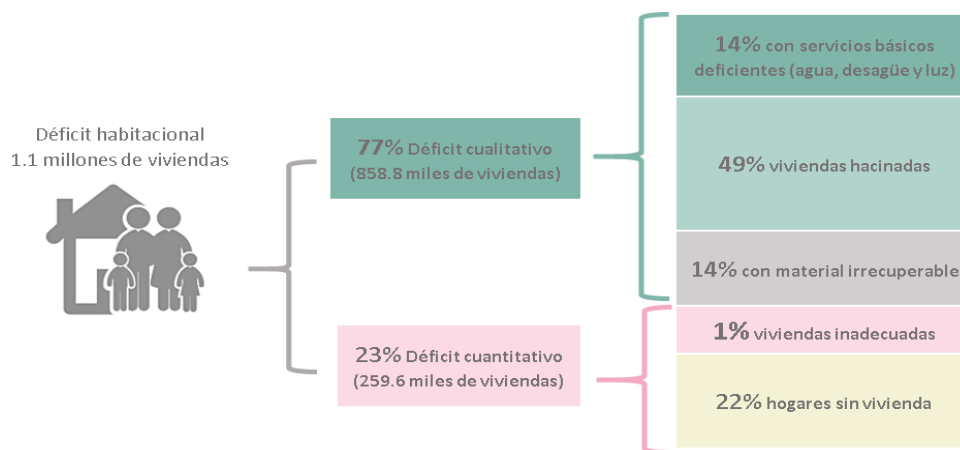 Déficit habitacional
1.1 millones de viviendas
77% Déficit cualitativo
(858.8 miles de viviendas)
14% con servicios básicos
deficientes (agua, desagüe y luz)
49% viviendas hacinadas
14% con material irrecuperable
23% Déficit cuantitativo
(259.6 miles de viviendas)
1% viviendas inadecuadas
22% hogares sin vivienda